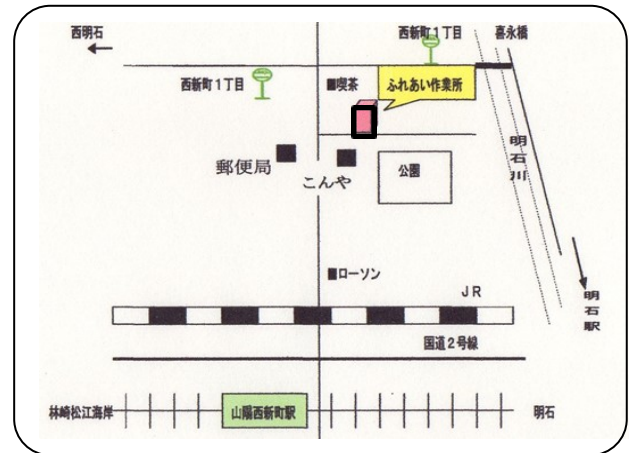 西明石
西新町1丁目
喜永橋
西新町1丁目
■喫茶
ふれあい作業所
明石川
郵便局
こんや
公園
■ローソン
JR
明石駅
国道2号線
林崎松江海岸
山陽西新町駅
明石